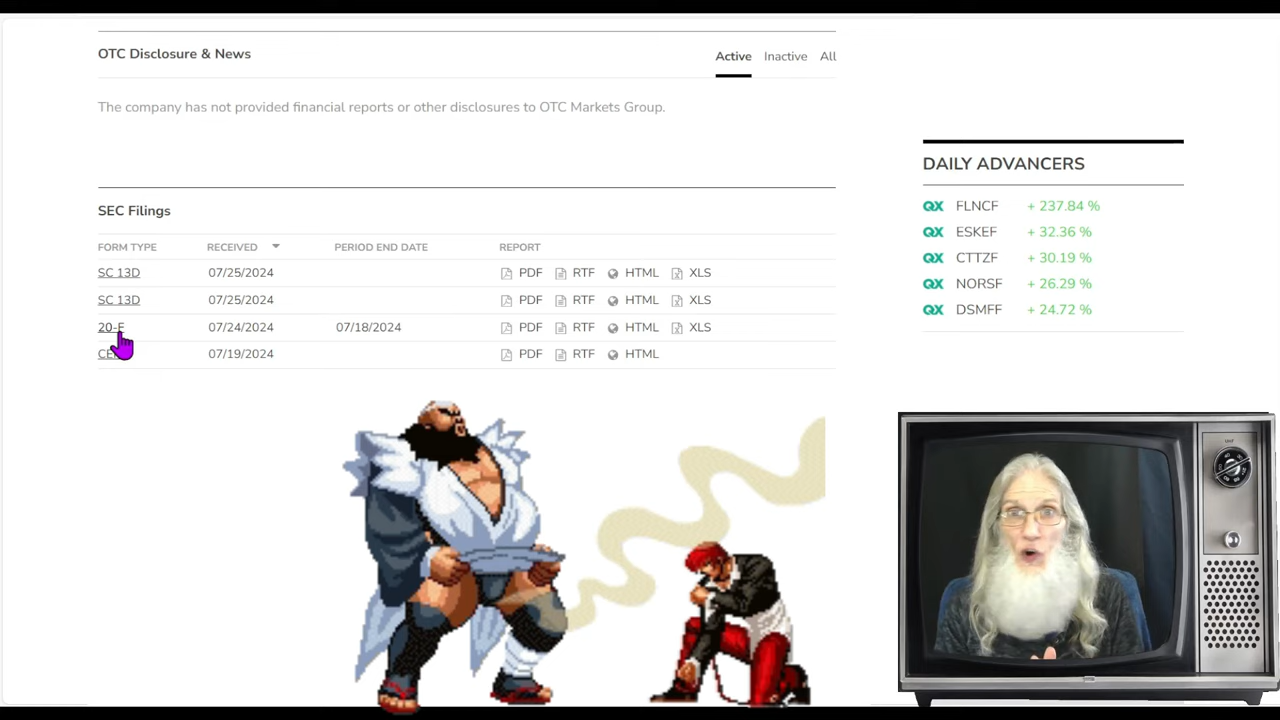 OTC Disclosure & News
Active Inactive All
The company has not provided financial reports or other disclosures to OTC Markets Group.
SEC Filings
FORM TYPE RECEIVED PERIOD END DATE REPORT
SC 13D 07/25/2024 PDF RTF HTML XLS
SC 13D 07/25/2024 PDF RTF HTML XLS
20-F 07/24/2024 07/18/2024 PDF RTF HTML XLS
07/19/2024 PDF RTF HTML
DAILY ADVANCERS
QX FLNCF + 237.84 %
QX ESKEF + 32.36 %
QX CTTZF + 30.19 %
QX NORSF + 26.29 %
QX DSMFF + 24.72 %